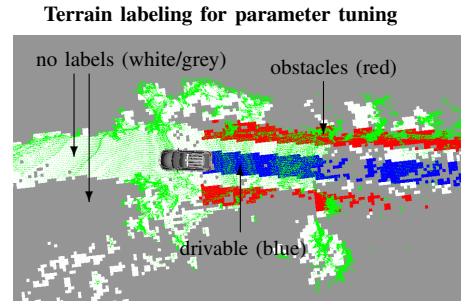 Terrain labeling for parameter tuning
no labels (white/grey)
obstacles (red)
drivable (blue)